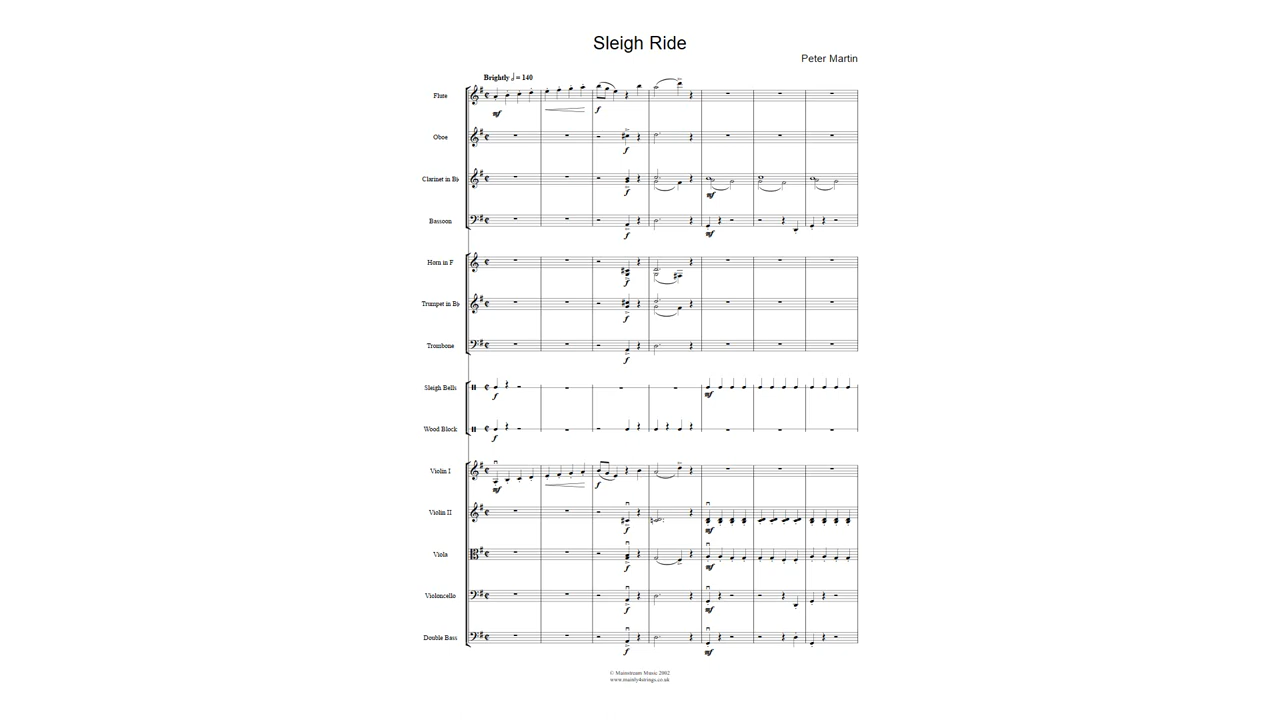 Sleigh Ride
Peter Martin
Brightly 𝅗𝅥 = 140
Flute
mf
f
Oboe
f
Clarinet in B♭
f
mf
Bassoon
f
mf
Horn in F
f
Trumpet in B♭
f
Trombone
f
Sleigh Bells
f
mf
Wood Block
f
Violin I
mf
f
Violin II
f
mf
Viola
f
mf
Violoncello
f
mf
Double Bass
f
mf
© Mainstream Music 2002
www.mainly4strings.co.uk